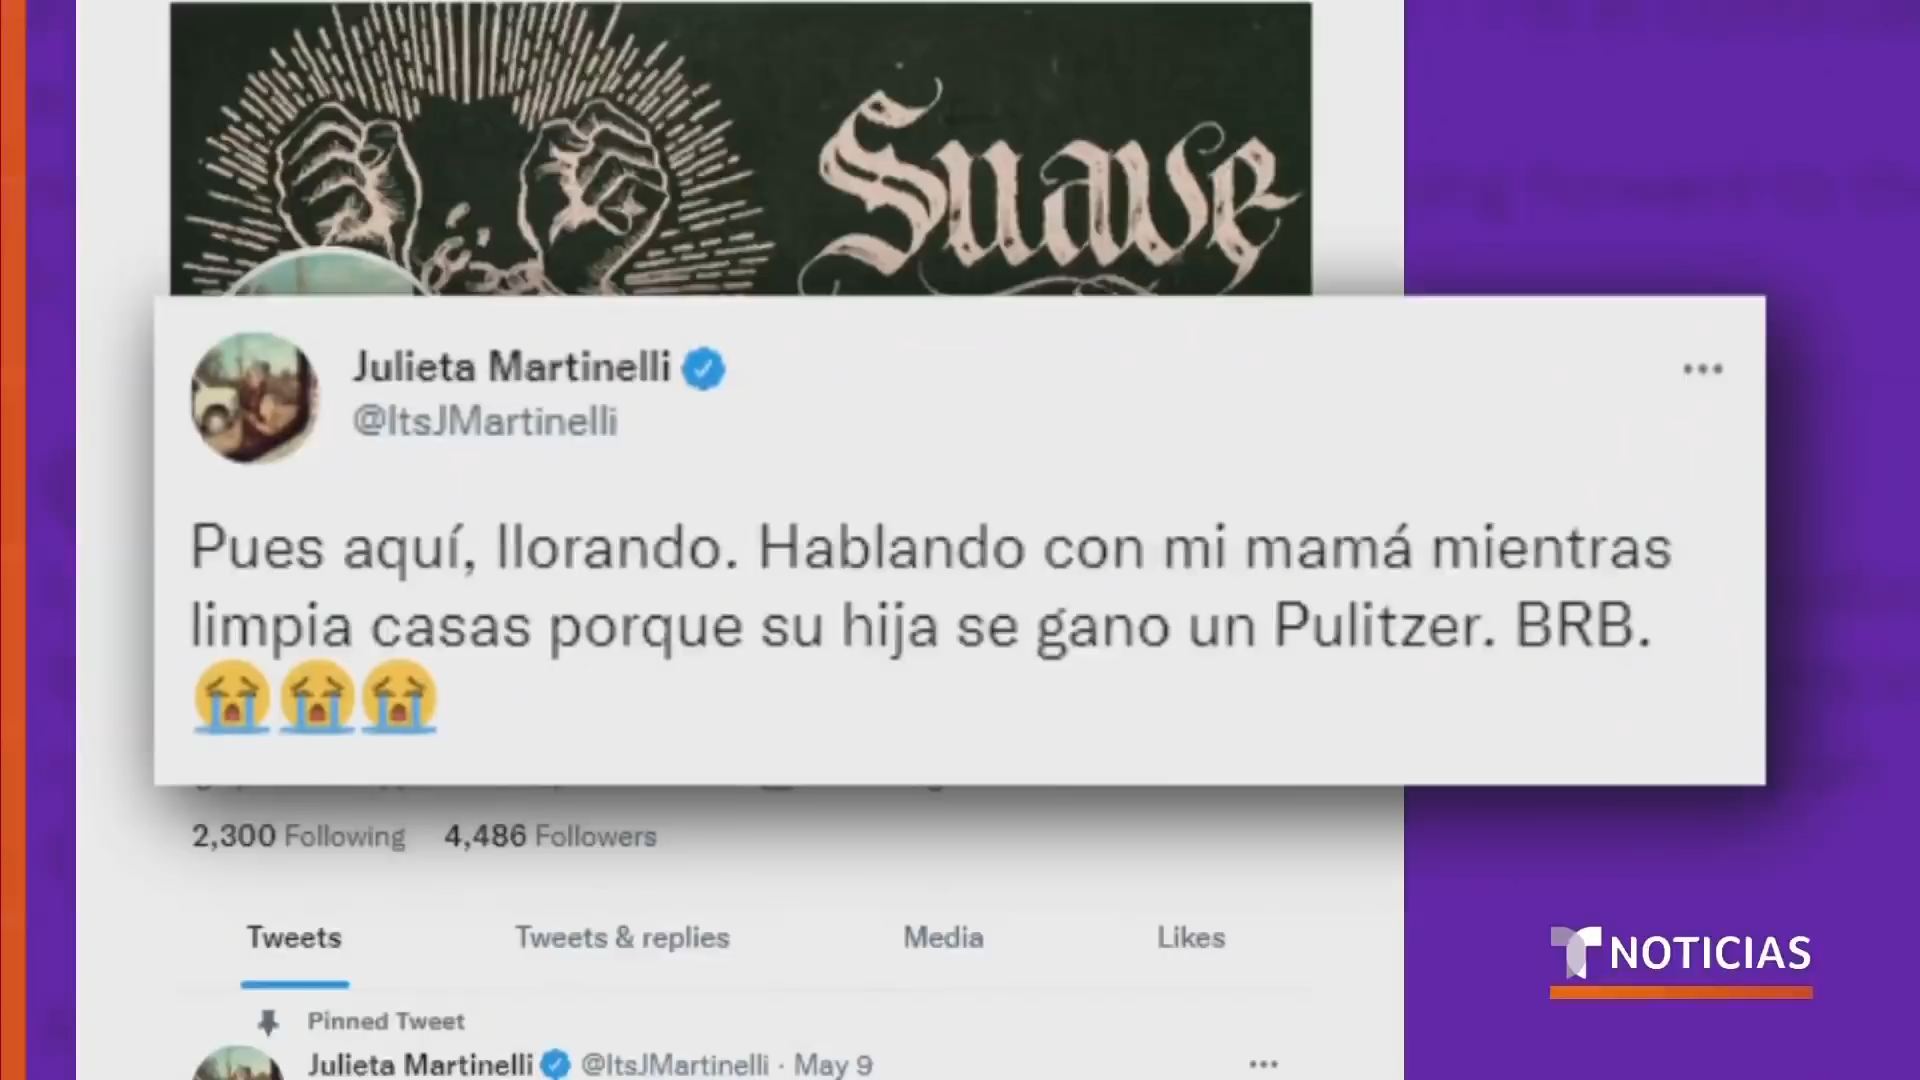 Suave
Julieta Martinelli
@ItsJMartinelli
Pues aquí, llorando. Hablando con mi mamá mientras
limpia casas porque su hija se gano un Pulitzer. BRB.
😭😭😭
2,300 Following 4,486 Followers
Tweets Tweets & replies Media Likes
Pinned Tweet
Julieta Martinelli @ItsJMartinelli · May 9
NOTICIAS